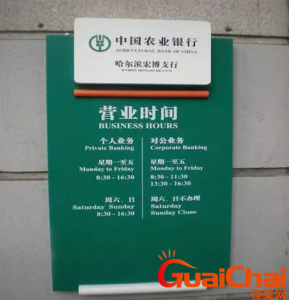 中国农业银行
AGRICULTURAL BANK OF CHINA
哈尔滨宏博支行
营业时间
BUSINESS HOURS
个人业务 对公业务
Private Banking Corporate Banking
星期一至五 星期一至五
Monday to Friday Monday to Friday
8:30 - 16:30 8:30 - 11:30
13:30 - 16:30
周六、日 周六、日不办理
Saturday Sunday Saturday
8:30 - 16:30 Sunday Close
GuaiChai